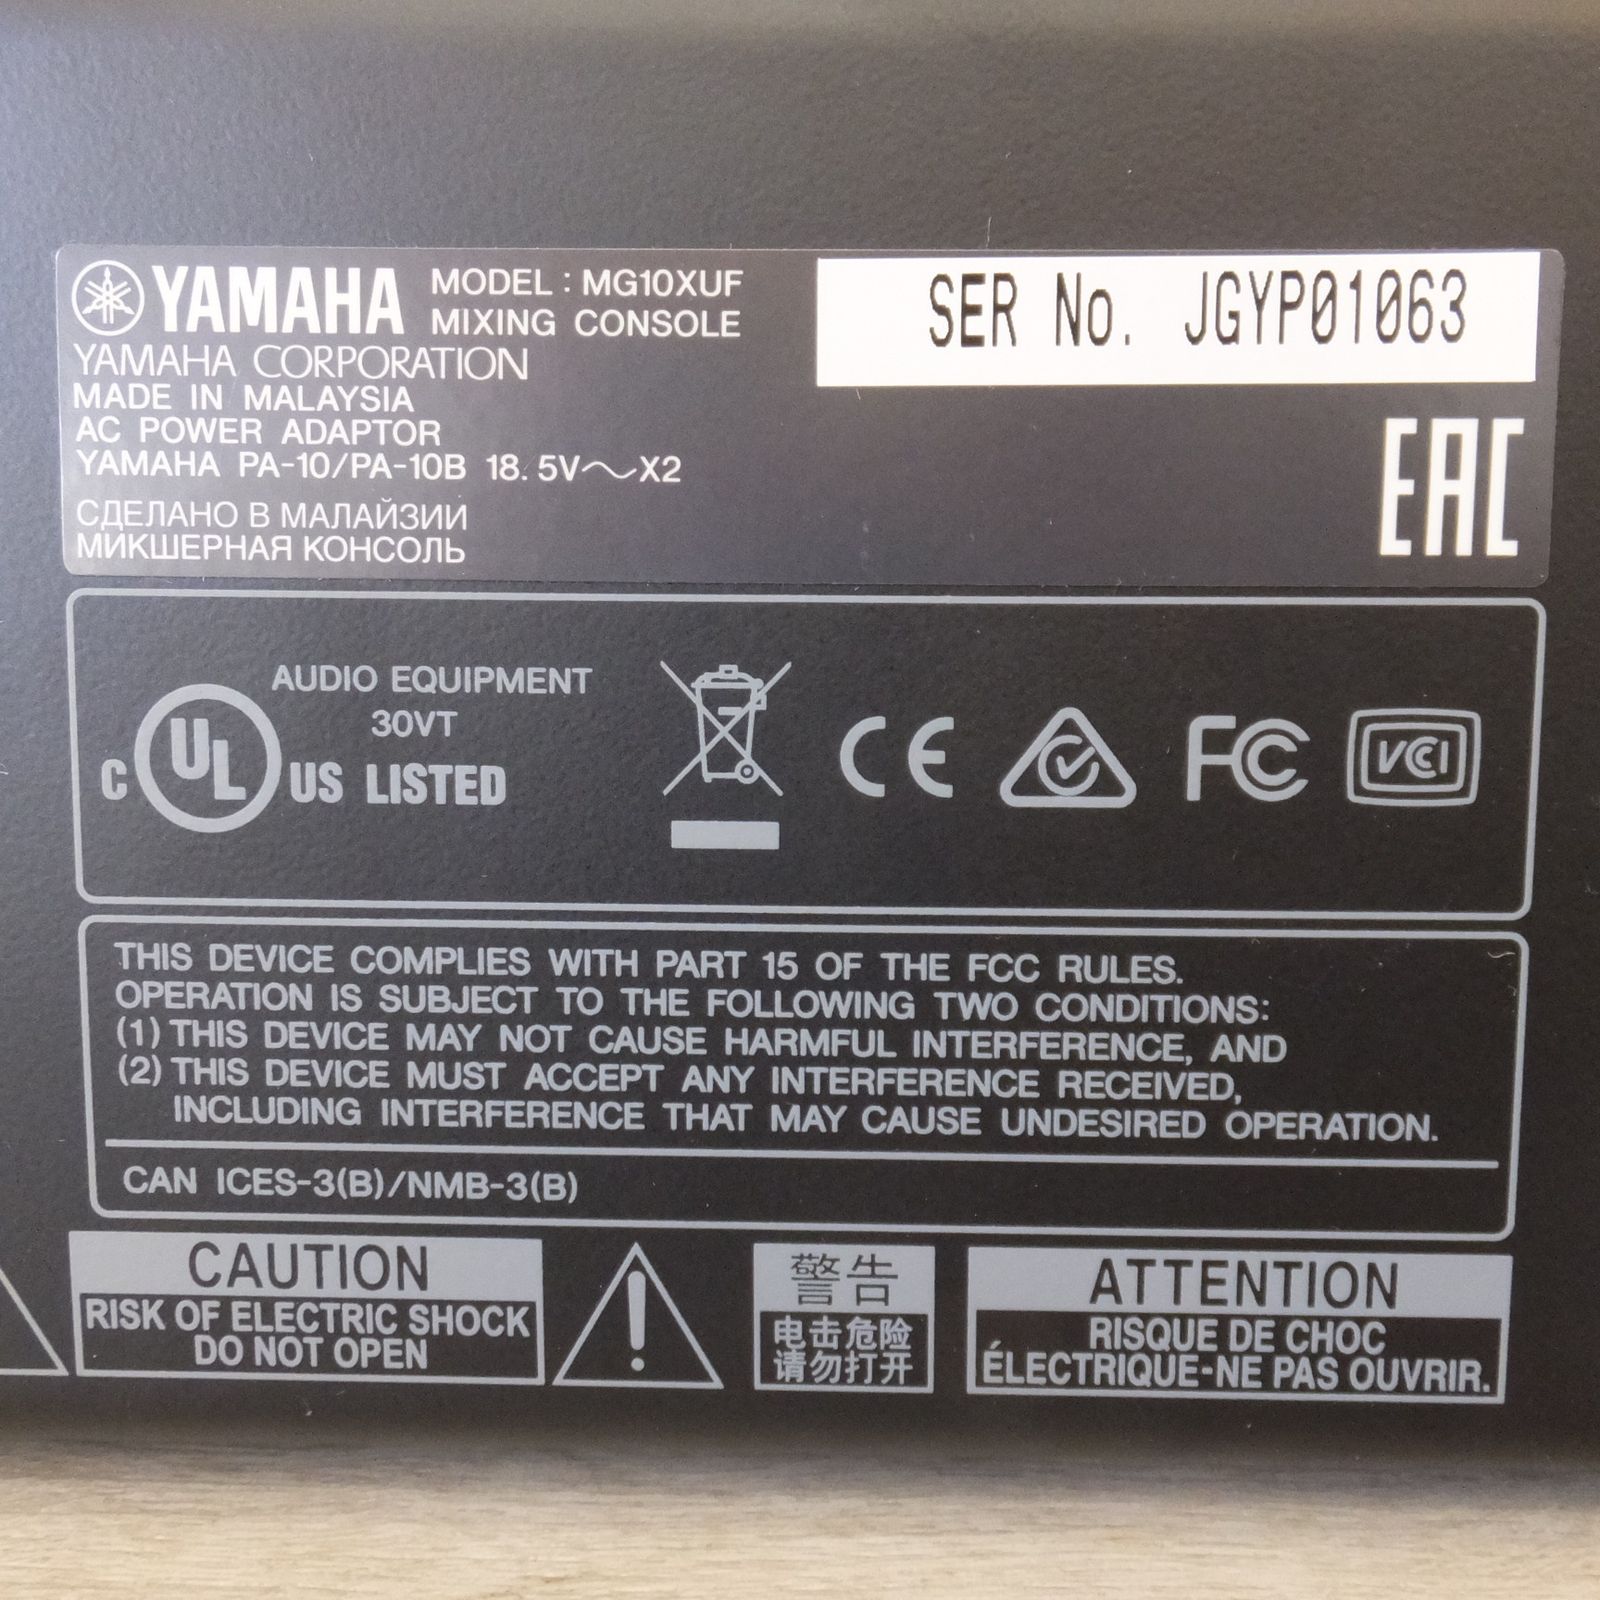 YAMAHA MODEL : MG10XUF
MIXING CONSOLE
SER No. JGYP01063
YAMAHA CORPORATION
MADE IN MALAYSIA
AC POWER ADAPTOR
YAMAHA PA-10/PA-10B 18.5V～X2
СДЕЛАНО В МАЛАЙЗИИ
МИКШЕРНАЯ КОНСОЛЬ
EAC
AUDIO EQUIPMENT
30VT
C UL US LISTED
CE
FC
VCCI
THIS DEVICE COMPLIES WITH PART 15 OF THE FCC RULES.
OPERATION IS SUBJECT TO THE FOLLOWING TWO CONDITIONS:
(1) THIS DEVICE MAY NOT CAUSE HARMFUL INTERFERENCE, AND
(2) THIS DEVICE MUST ACCEPT ANY INTERFERENCE RECEIVED,
INCLUDING INTERFERENCE THAT MAY CAUSE UNDESIRED OPERATION.
CAN ICES-3(B)/NMB-3(B)
CAUTION
RISK OF ELECTRIC SHOCK
DO NOT OPEN
!
警告
电击危险
请勿打开
ATTENTION
RISQUE DE CHOC
ÉLECTRIQUE-NE PAS OUVRIR.